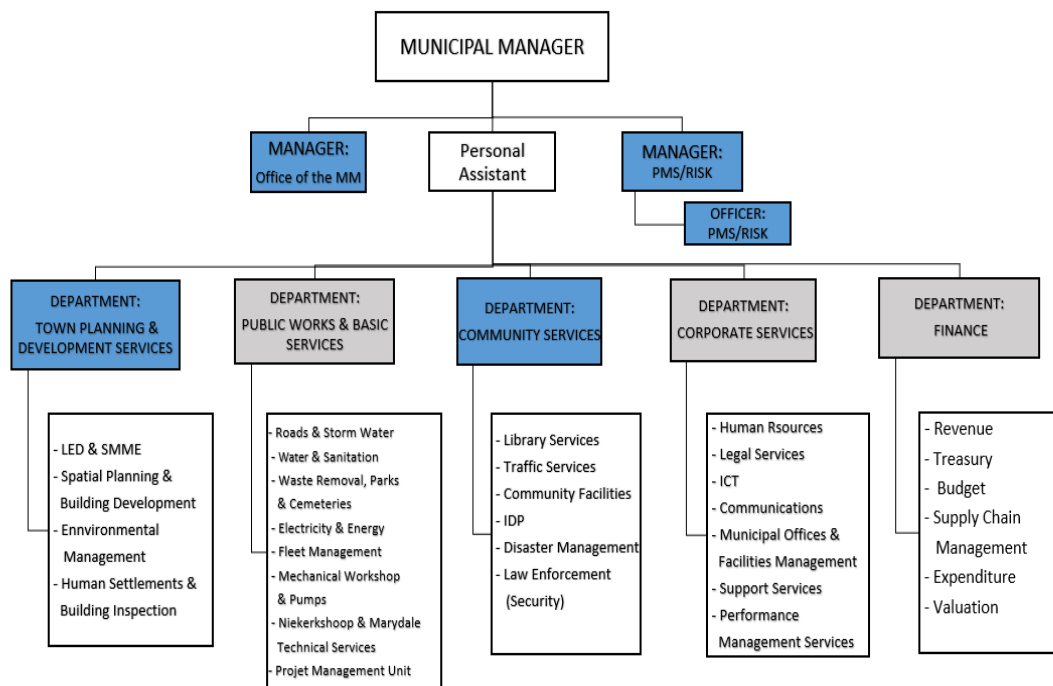 MUNICIPAL MANAGER
MANAGER:
Office of the MM
Personal
Assistant
MANAGER:
PMS/RISK
OFFICER:
PMS/RISK
DEPARTMENT:
TOWN PLANNING &
DEVELOPMENT SERVICES
DEPARTMENT:
PUBLIC WORKS & BASIC
SERVICES
DEPARTMENT:
COMMUNITY SERVICES
DEPARTMENT:
CORPORATE SERVICES
DEPARTMENT:
FINANCE
- LED & SMME
- Spatial Planning &
Building Development
- Ennvironmental
Management
- Human Settlements &
Building Inspection
- Roads & Storm Water
- Water & Sanitation
- Waste Removal, Parks
& Cemeteries
- Electricity & Energy
- Fleet Management
- Mechanical Workshop
& Pumps
- Niekerkshoop & Marydale
Technical Services
- Projet Management Unit
- Library Services
- Traffic Services
- Community Facilities
- IDP
- Disaster Management
- Law Enforcement
(Security)
- Human Rsources
- Legal Services
- ICT
- Communications
- Municipal Offices &
Facilities Management
- Support Services
- Performance
Management Services
- Revenue
- Treasury
- Budget
- Supply Chain
Management
- Expenditure
- Valuation